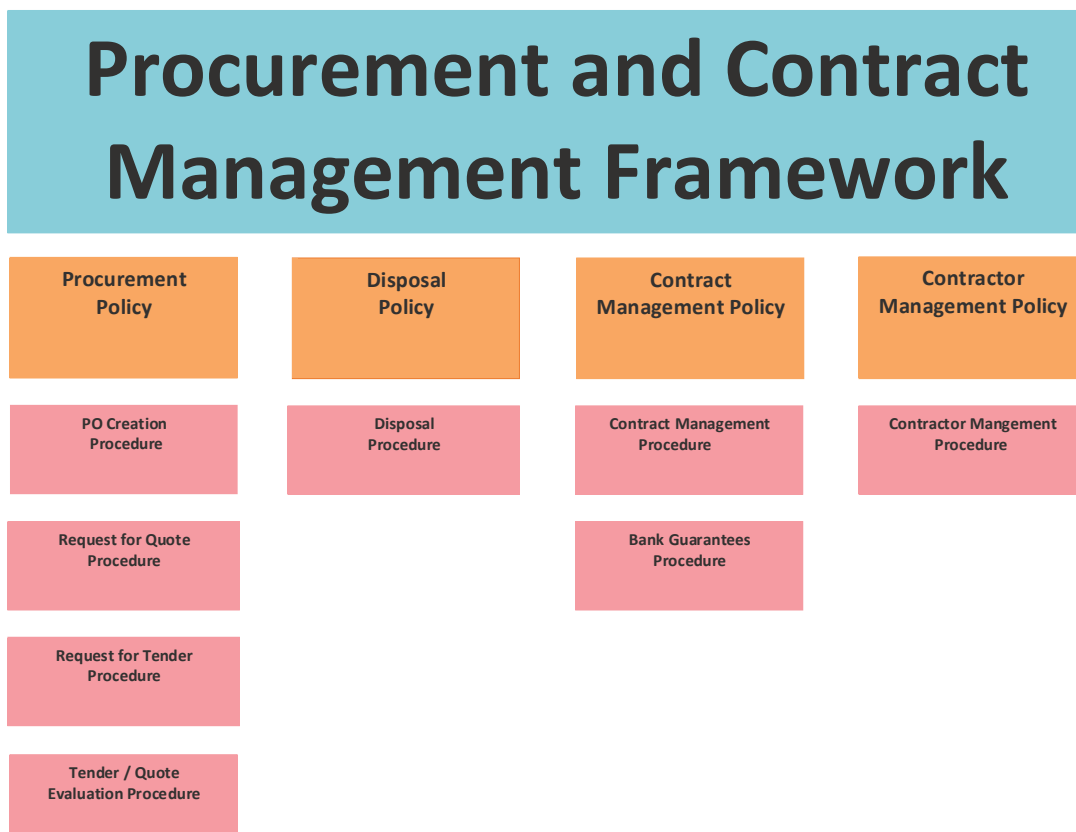 Procurement and Contract
Management Framework
Procurement
Policy
Disposal
Policy
Contract
Management Policy
Contractor
Management Policy
PO Creation
Procedure
Disposal
Procedure
Contract Management
Procedure
Contractor Mangement
Procedure
Request for Quote
Procedure
Bank Guarantees
Procedure
Request for Tender
Procedure
Tender / Quote
Evaluation Procedure